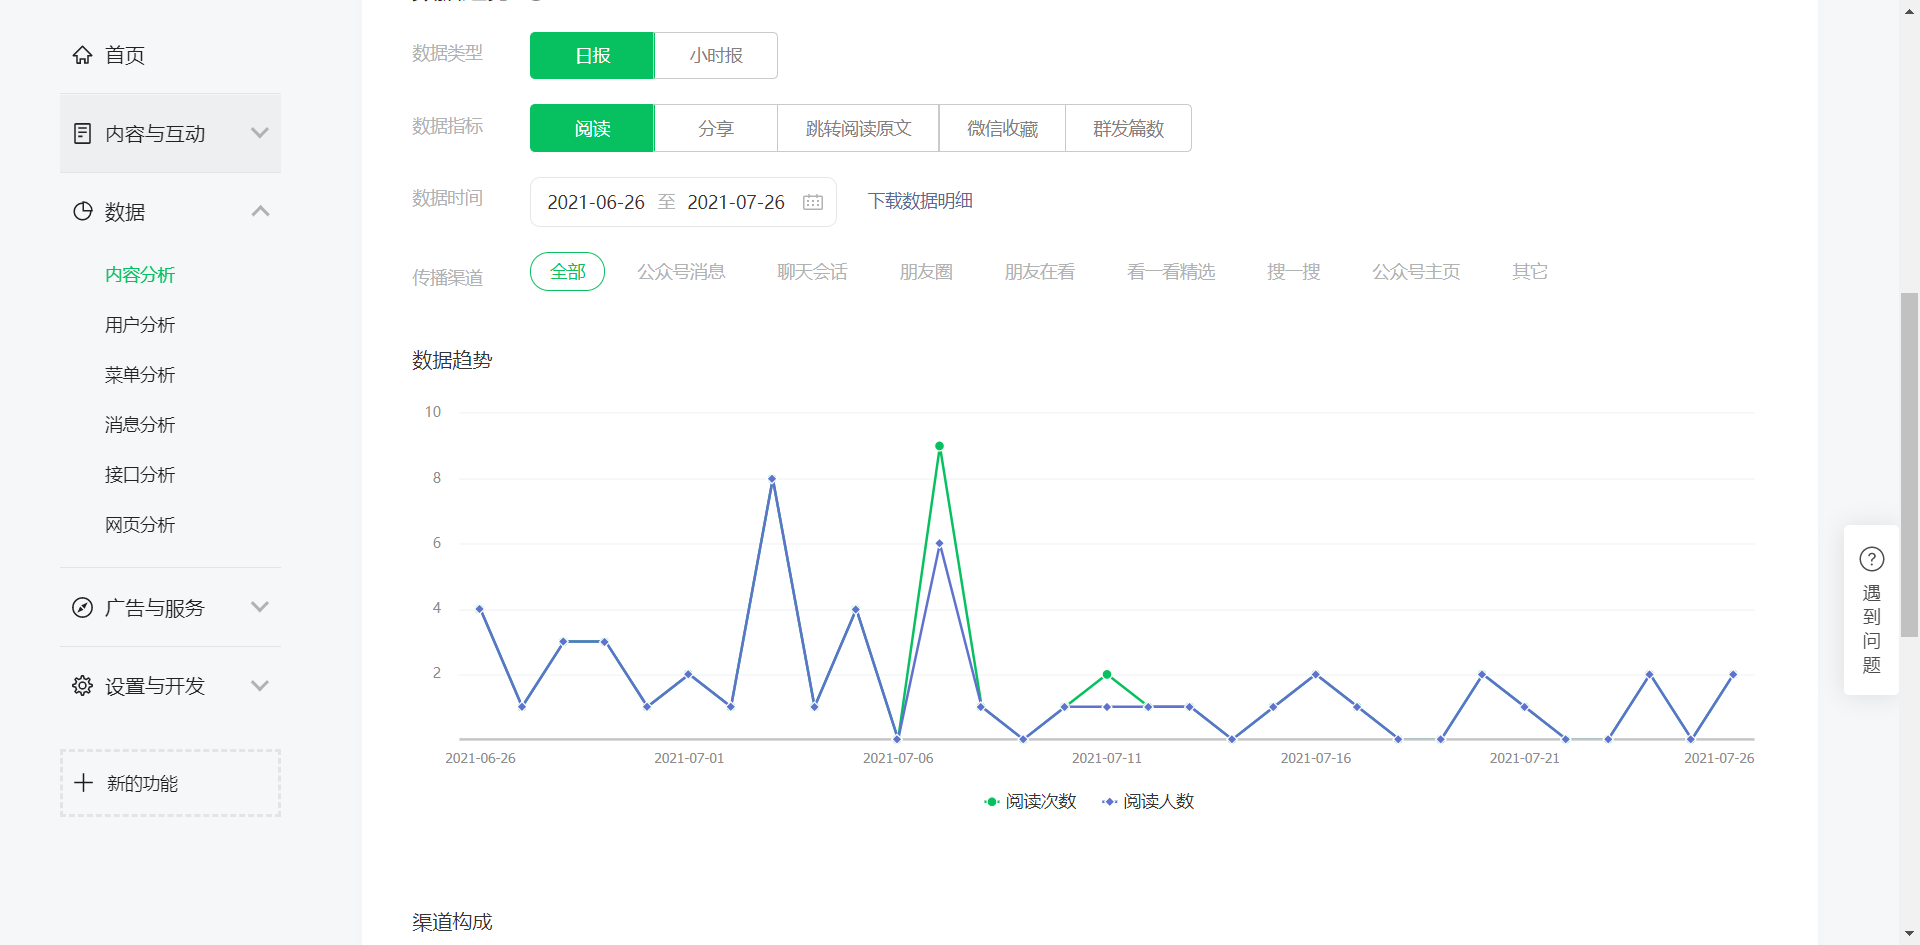 首页
内容与互动
数据
内容分析
用户分析
菜单分析
消息分析
接口分析
网页分析
广告与服务
设置与开发
新的功能
数据类型
日报 小时报
数据指标
阅读 分享 跳转阅读原文 微信收藏 群发篇数
数据时间
2021-06-26 至 2021-07-26 下载数据明细
传播渠道
全部 公众号消息 聊天会话 朋友圈 朋友在看 看一看精选 搜一搜 公众号主页 其它
数据趋势
10
8
6
4
2
2021-06-26 2021-07-01 2021-07-06 2021-07-11 2021-07-16 2021-07-21 2021-07-26
阅读次数 阅读人数
渠道构成
遇
到
问
题